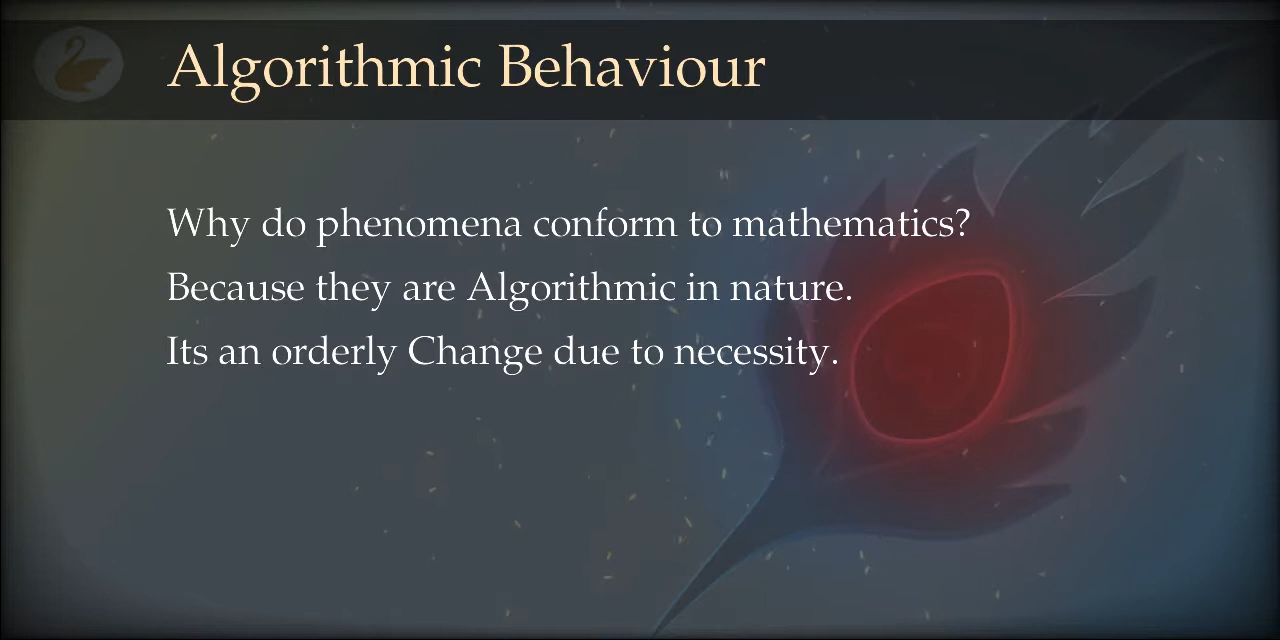 Algorithmic Behaviour
Why do phenomena conform to mathematics?
Because they are Algorithmic in nature.
Its an orderly Change due to necessity.